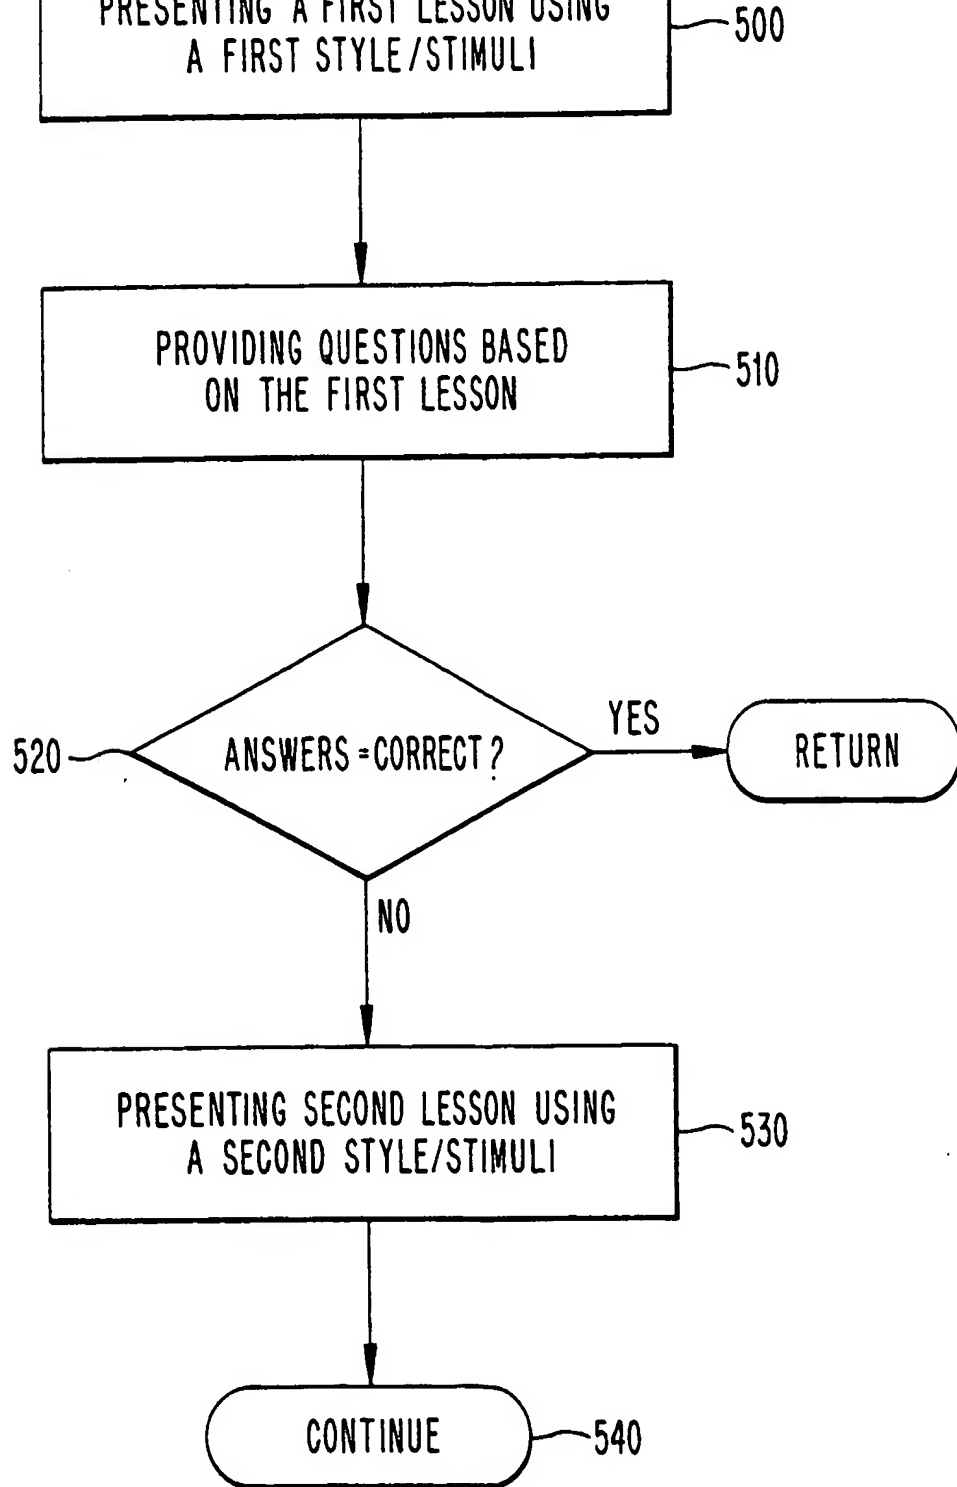 PRESENTING A FIRST LESSON USING
A FIRST STYLE/STIMULI
500
PROVIDING QUESTIONS BASED
ON THE FIRST LESSON
510
520
ANSWERS=CORRECT?
YES
RETURN
NO
PRESENTING SECOND LESSON USING
A SECOND STYLE/STIMULI
530
CONTINUE
540